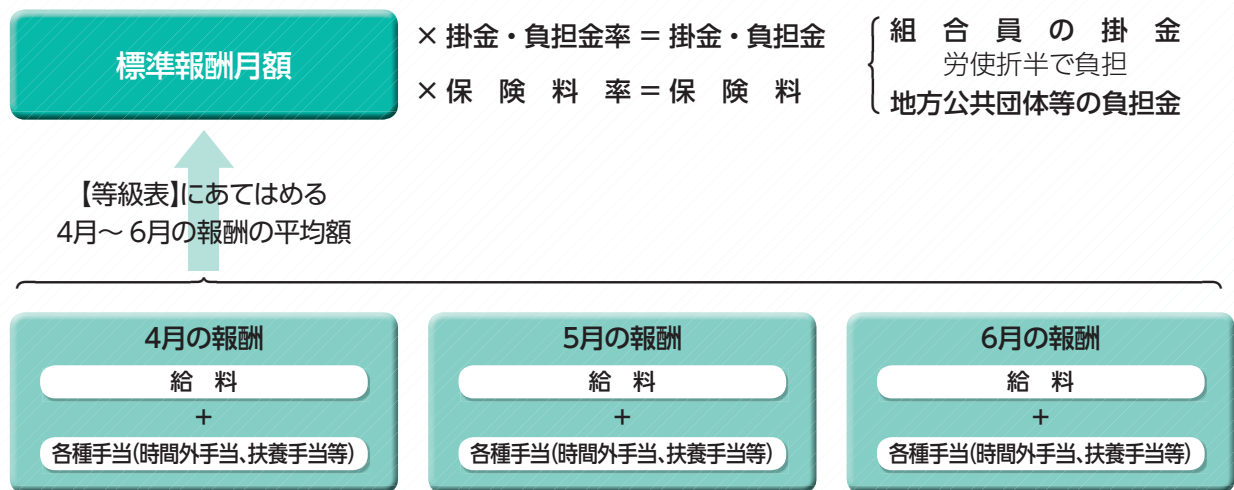 標準報酬月額
× 掛金・負担金率 = 掛金・負担金
× 保険料率 = 保険料
組合員の掛金
労使折半で負担
地方公共団体等の負担金
【等級表】にあてはめる
4月～6月の報酬の平均額
4月の報酬
給料
+
各種手当(時間外手当、扶養手当等)
5月の報酬
給料
+
各種手当(時間外手当、扶養手当等)
6月の報酬
給料
+
各種手当(時間外手当、扶養手当等)